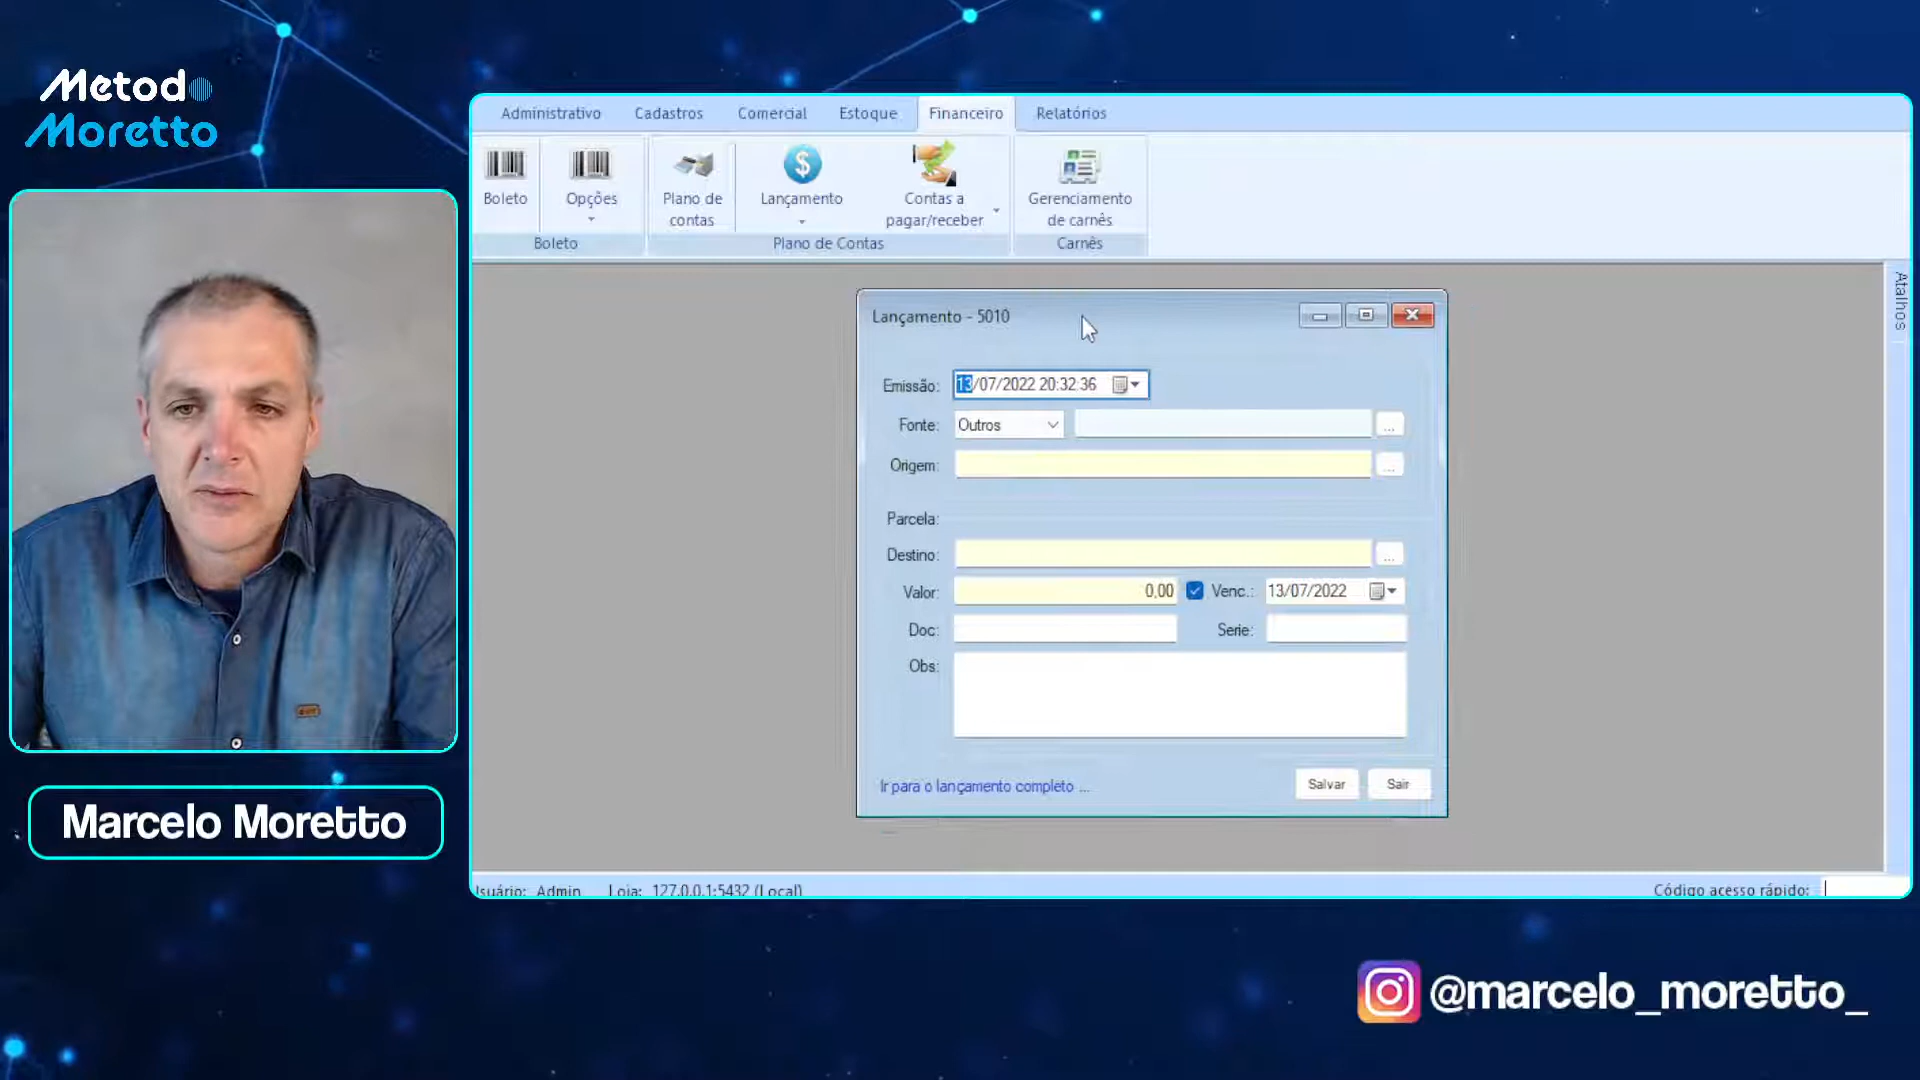 Metodo
Moretto
Marcelo Moretto
Administrativo Cadastros Comercial Estoque Financeiro Relatórios
Boleto
Opções
Plano de
contas
Lançamento
Contas a
pagar/receber
Gerenciamento
de carnês
Boleto
Plano de Contas
Carnês
Atalhos
Lançamento - 5010
Emissão: 13/07/2022 20:32:36
Fonte: Outros ...
Origem: ...
Parcela:
Destino: ...
Valor: 0,00 Venc.: 13/07/2022
Doc: Serie:
Obs:
Ir para o lançamento completo ... Salvar Sair
Usuário: Admin Loja: 127.0.0.1:5432 (Local) Código acesso rápido:
@marcelo_moretto_